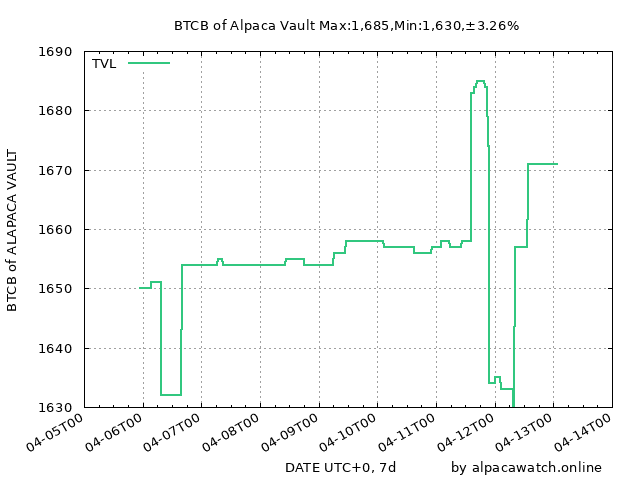 BTCB of Alpaca Vault Max:1,685,Min:1,630,±3.26%
TVL
1690
1680
1670
1660
1650
1640
1630
BTCB of ALAPACA VAULT
04-05T00
04-06T00
04-07T00
04-08T00
04-09T00
04-10T00
04-11T00
04-12T00
04-13T00
04-14T00
DATE UTC+0, 7d
by alpacawatch.online